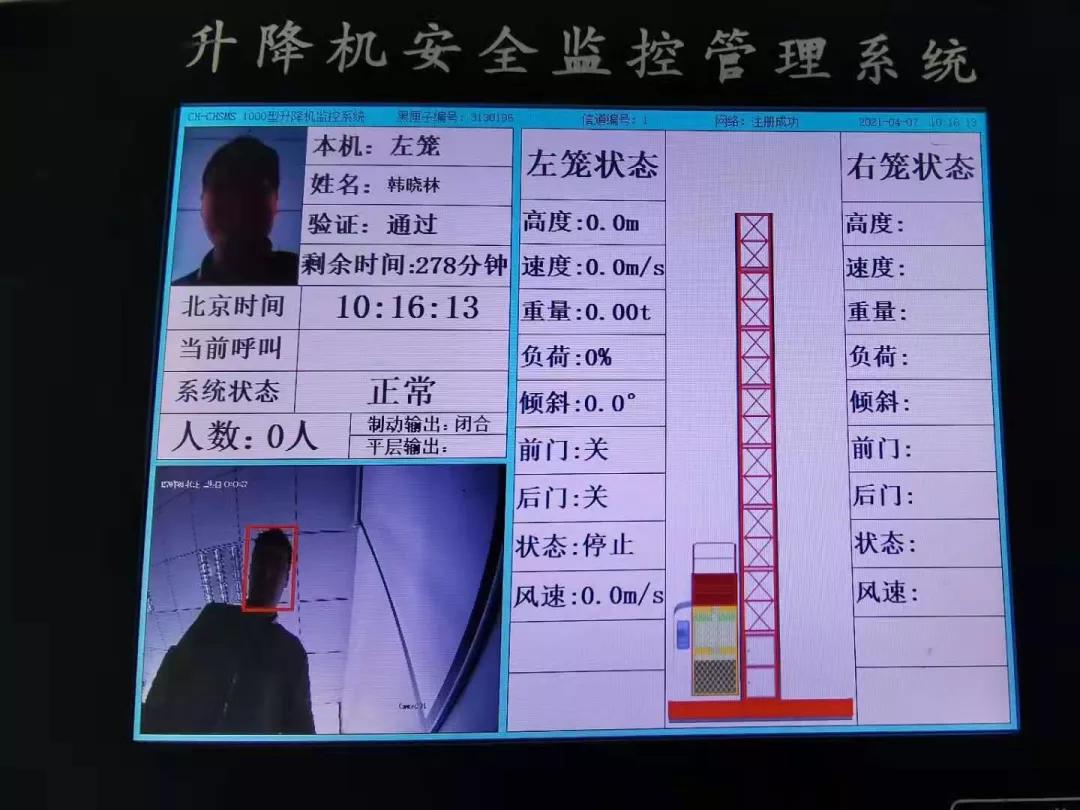 升降机安全监控管理系统
CH-CHSMS 1000型升降机监控系统 黑匣子编号: 3130196 信道编号: 1 网络: 注册成功 2021-04-07 10:16:13
本机: 左笼
姓名: 韩晓林
验证: 通过
剩余时间:278分钟
北京时间 10:16:13
当前呼叫
系统状态 正常
人数: 0人
制动输出: 闭合
平层输出:
左笼状态
高度:0.0m
速度:0.0m/s
重量:0.00t
负荷:0%
倾斜:0.0°
前门:关
后门:关
状态:停止
风速:0.0m/s
右笼状态
高度:
速度:
重量:
负荷:
倾斜:
前门:
后门:
状态:
风速: